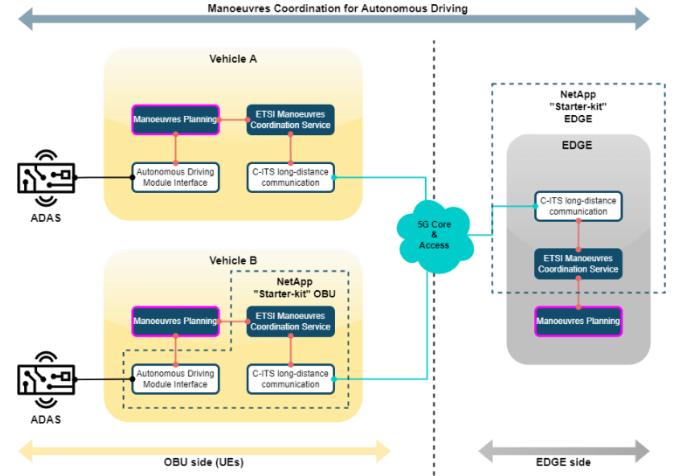 Manoeuvres Coordination for Autonomous Driving
Vehicle A
Manoeuvres Planning
ETSI Manoeuvres
Coordination Service
Autonomous Driving
Module Interface
C-ITS long-distance
communication
ADAS
Vehicle B
NetApp
"Starter-kit" OBU
Manoeuvres Planning
ETSI Manoeuvres
Coordination Service
Autonomous Driving
Module Interface
C-ITS long-distance
communication
ADAS
5G Core
&
Access
NetApp
"Starter-kit"
EDGE
EDGE
C-ITS long-distance
communication
ETSI Manoeuvres
Coordination Service
Manoeuvres Planning
OBU side (UEs)
EDGE side